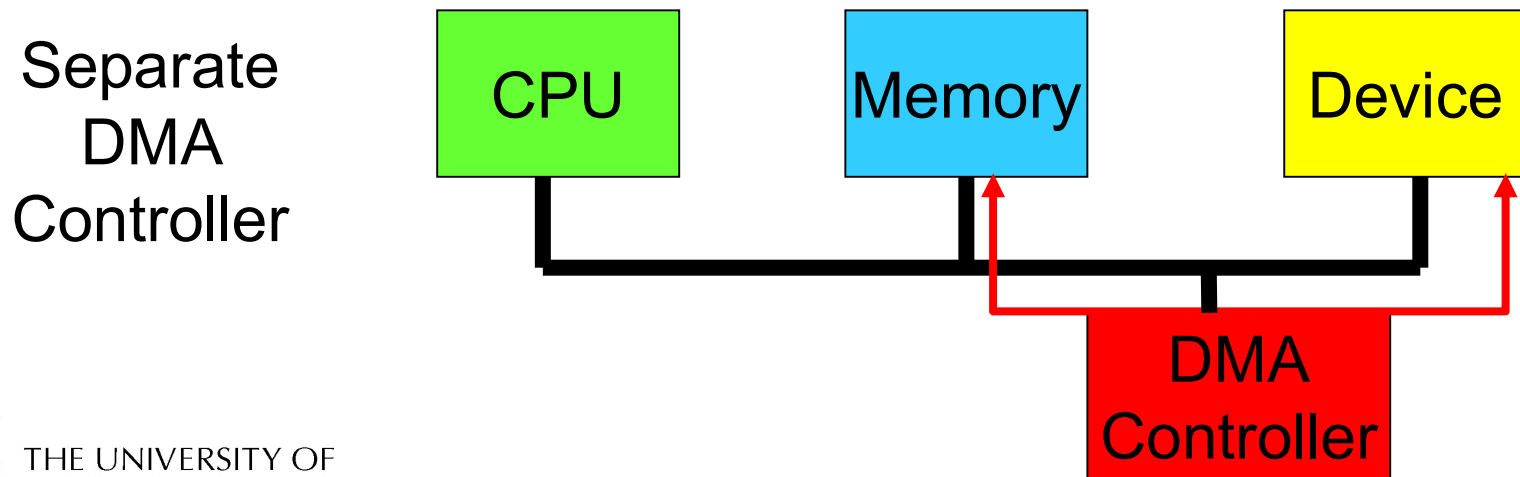 Separate
DMA
Controller
CPU
Memory
Device
DMA
Controller
THE UNIVERSITY OF